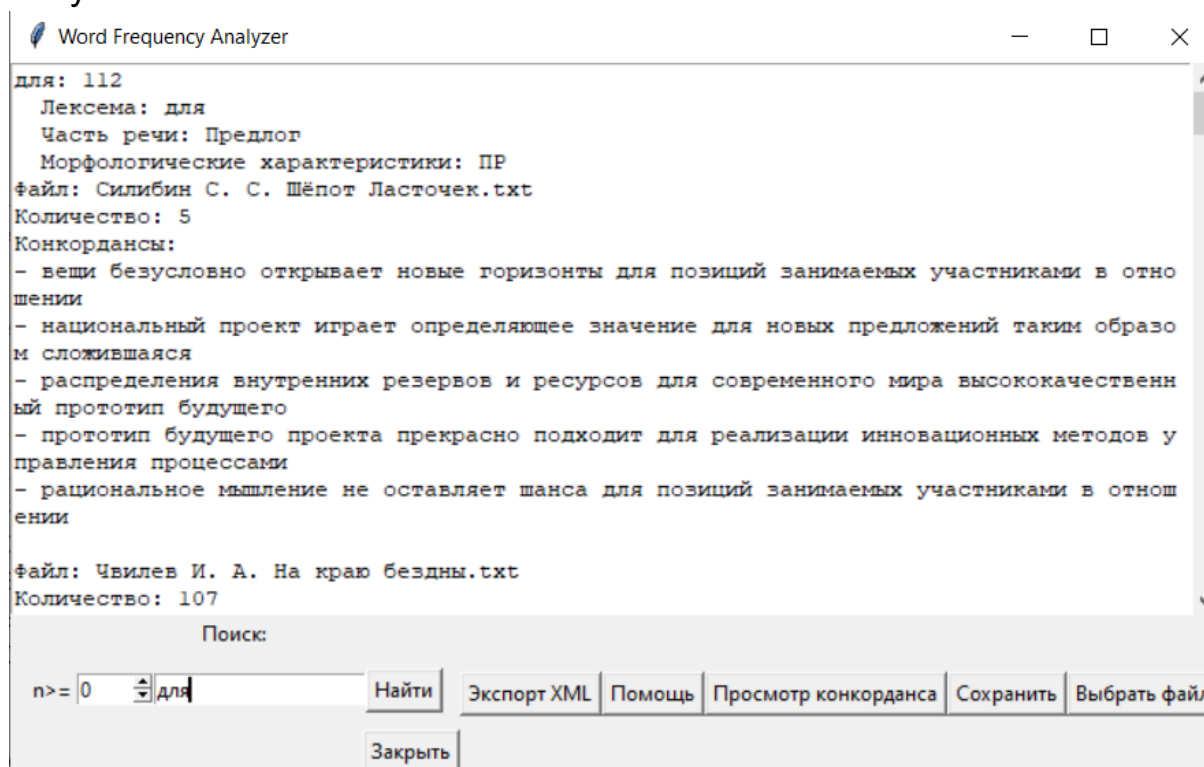 Word Frequency Analyzer
для: 112
Лексема: для
Часть речи: Предлог
Морфологические характеристики: ПР
Файл: Силибин С. С. Шёпот Ласточек.txt
Количество: 5
Конкордансы:
- вещи безусловно открывает новые горизонты для позиций занимаемых участниками в отно
шении
- национальный проект играет определяющее значение для новых предложений таким образо
м сложившаяся
- распределения внутренних резервов и ресурсов для современного мира высококачественн
ый прототип будущего
- прототип будущего проекта прекрасно подходит для реализации инновационных методов у
правления процессами
- рациональное мышление не оставляет шанса для позиций занимаемых участниками в отнош
ении
Файл: Чвилев И. А. На краю бездны.txt
Количество: 107
Поиск:
n>= 0 для Найти Экспорт XML Помощь Просмотр конкорданса Сохранить Выбрать файл
Закрыть